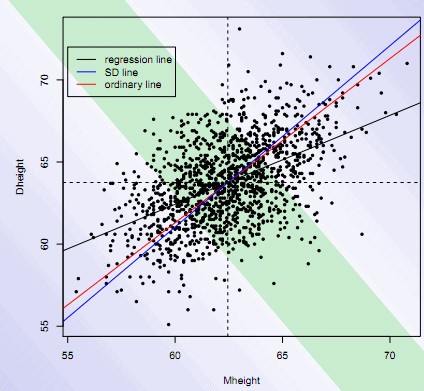 regression line
SD line
ordinary line
Dheight
70
65
60
55
55 60 65 70
Mheight